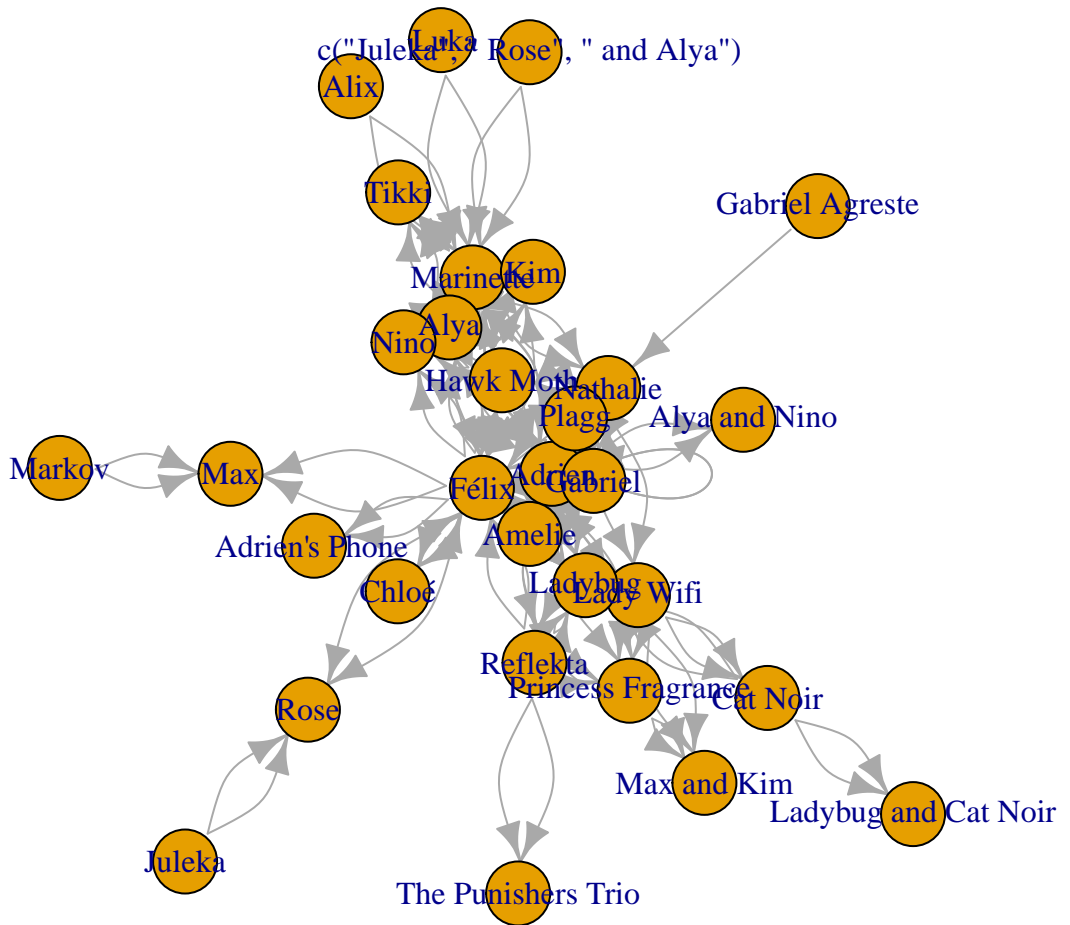 Luka
c("Juleka", " Rose", " and Alya")
Alix
Tikki
Gabriel Agreste
Marinette
Kim
Alya
Nino
Hawk Moth
Nathalie
Plagg
Alya and Nino
Markov
Max
Félix
Adrien
Gabriel
Amelie
Adrien's Phone
Chloé
Ladybug
Lady Wifi
Reflekta
Princess Fragrance
Cat Noir
Rose
Max and Kim
Ladybug and Cat Noir
Juleka
The Punishers Trio